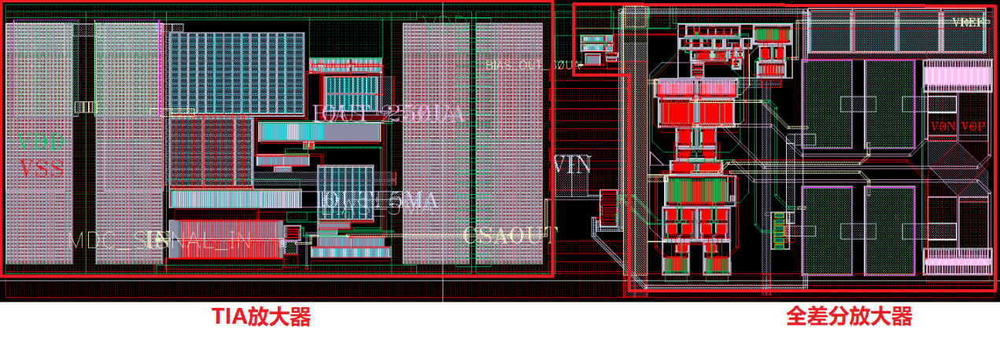 VREF
BIAS_OUT_50UA
IOUT_250UA
VON VOP
VDD
VSS
VIN
IOUT_5MA
CSAOUT
TIA放大器
全差分放大器